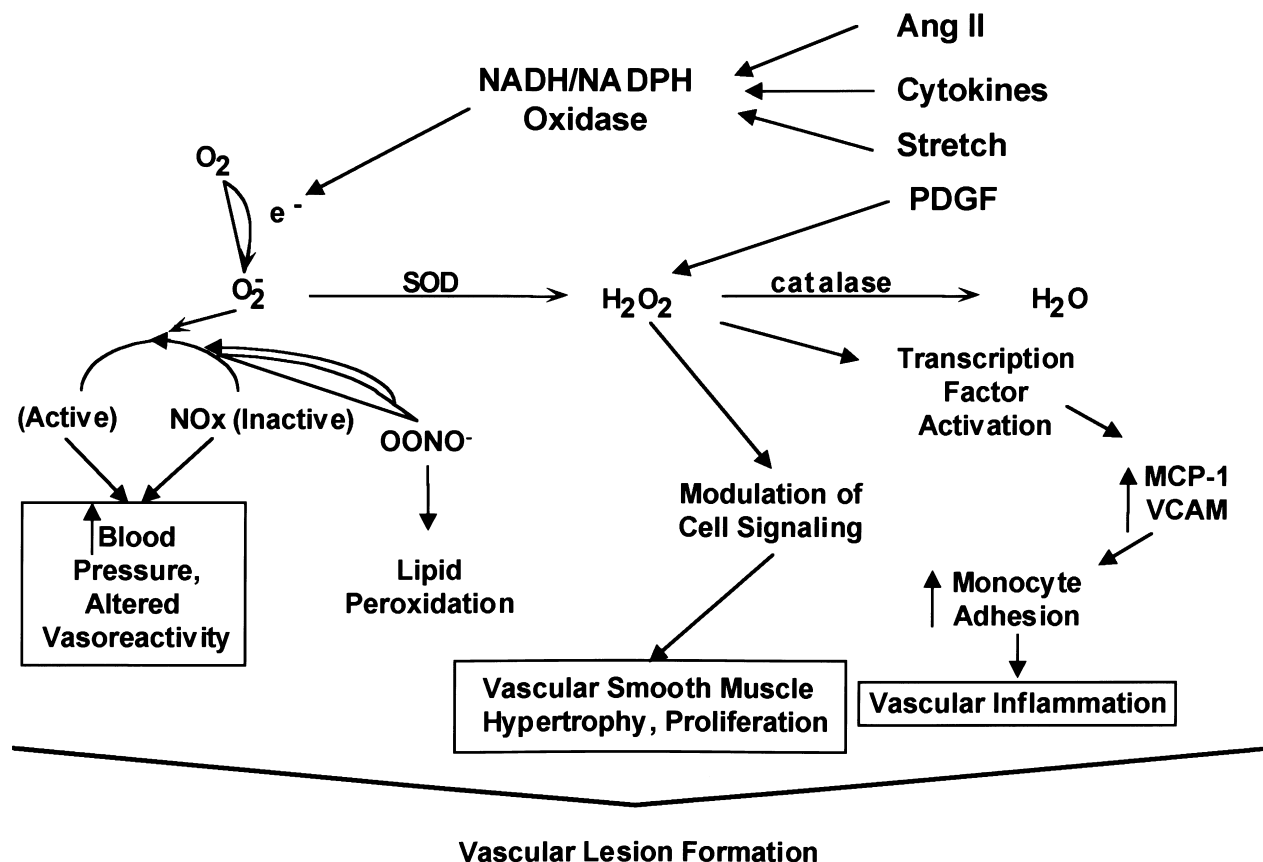 Ang II
NADH/NADPH
Oxidase
Cytokines
Stretch
PDGF
O2
e -
O2-
SOD
H2O2
catalase
H2O
Transcription
Factor
Activation
(Active)
NOx (Inactive)
OONO-
MCP-1
VCAM
Modulation of
Cell Signaling
Blood
Pressure,
Altered
Vasoreactivity
Lipid
Peroxidation
Monocyte
Adhesion
Vascular Smooth Muscle
Hypertrophy, Proliferation
Vascular Inflammation
Vascular Lesion Formation